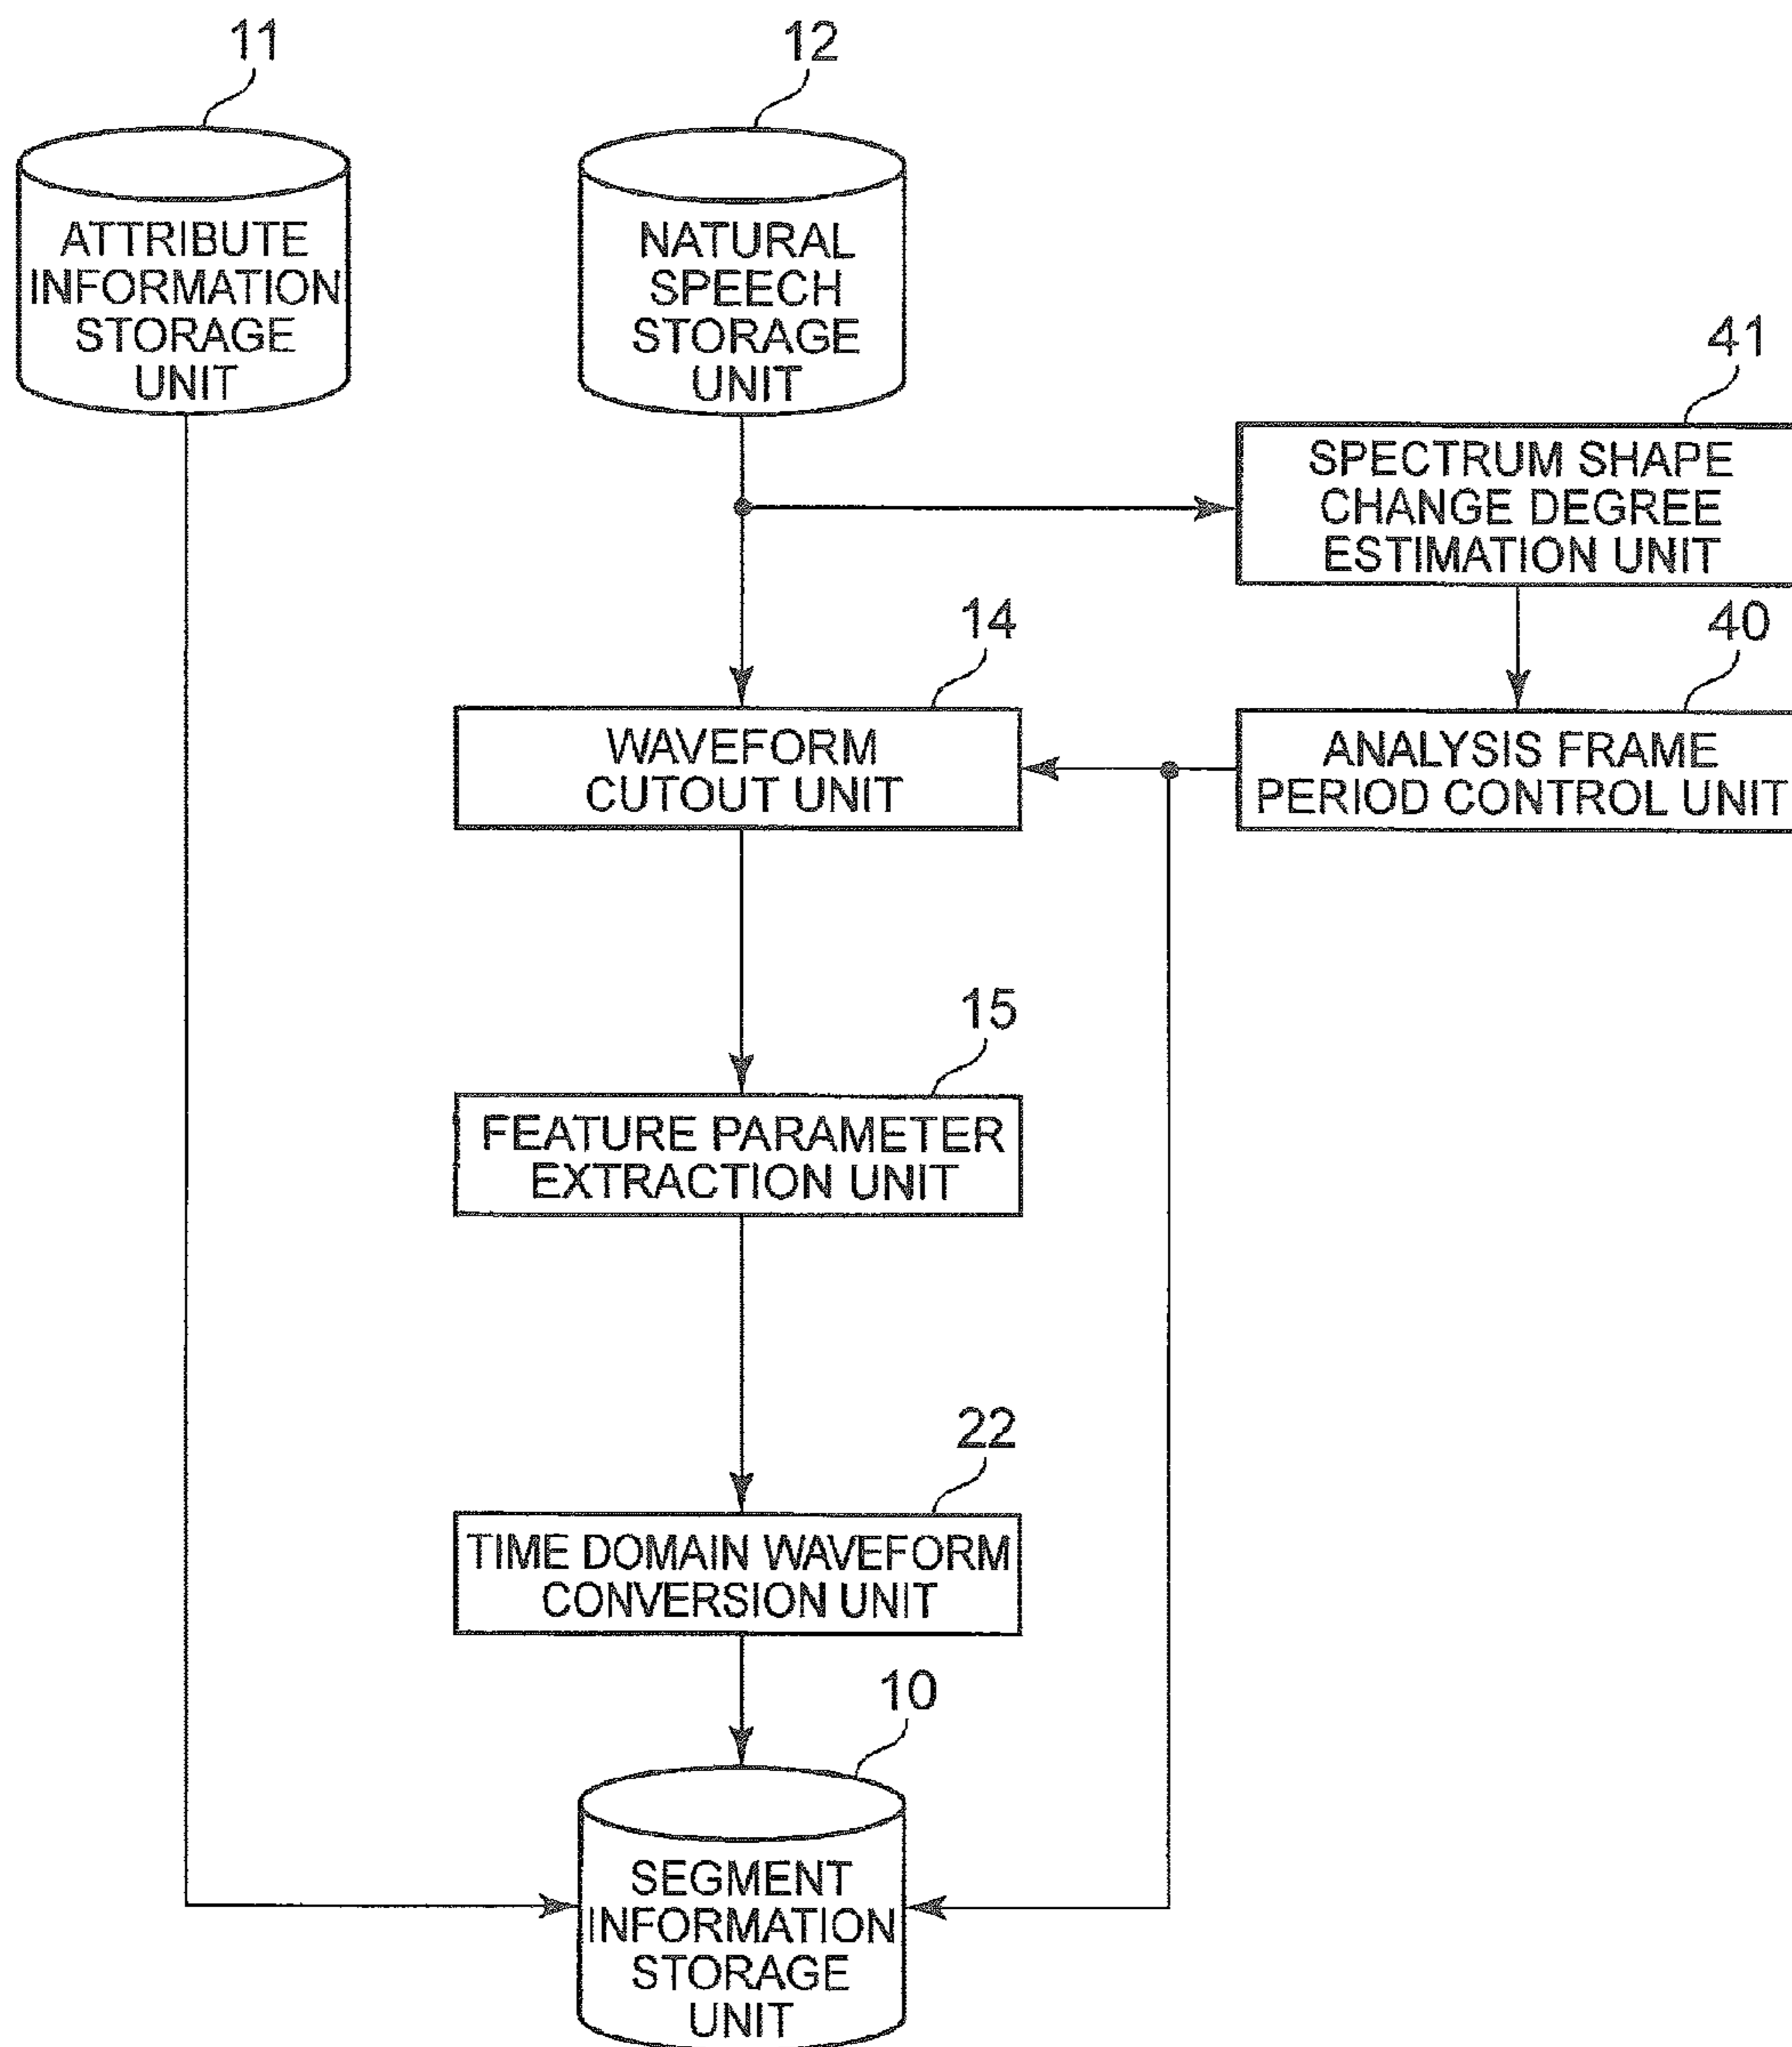 11
12
ATTRIBUTE
INFORMATION
STORAGE
UNIT
NATURAL
SPEECH
STORAGE
UNIT
41
SPECTRUM SHAPE
CHANGE DEGREE
ESTIMATION UNIT
14
40
WAVEFORM
CUTOUT UNIT
ANALYSIS FRAME
PERIOD CONTROL UNIT
15
FEATURE PARAMETER
EXTRACTION UNIT
22
TIME DOMAIN WAVEFORM
CONVERSION UNIT
10
SEGMENT
INFORMATION
STORAGE
UNIT